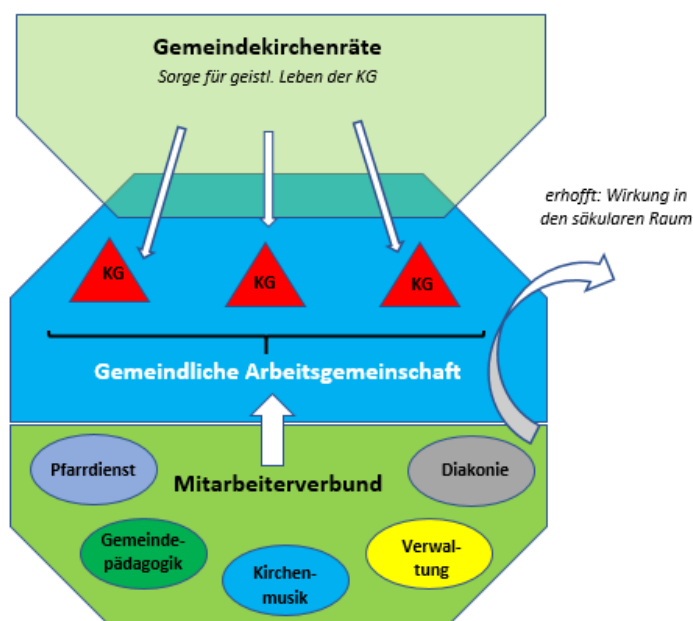 Gemeindekirchenräte
Sorge für geistl. Leben der KG
erhofft: Wirkung in
den säkularen Raum
KG
KG
KG
Gemeindliche Arbeitsgemeinschaft
Pfarrdienst
Mitarbeiterverbund
Diakonie
Gemeinde-
pädagogik
Kirchen-
musik
Verwal-
tung